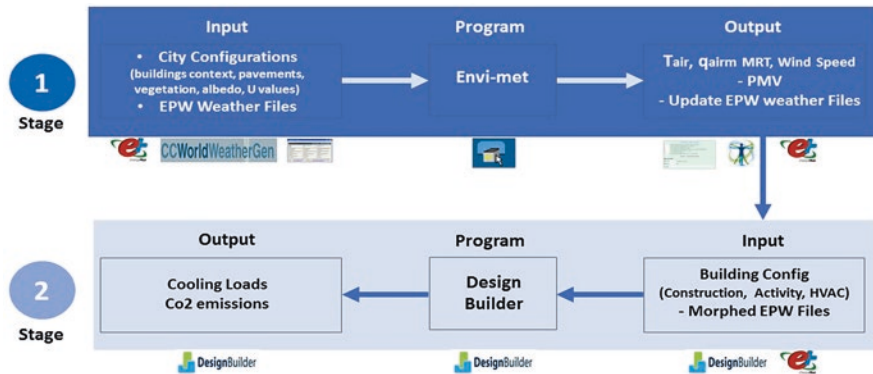 Input Program Output
1
Stage
• City Configurations
(buildings context, pavements,
vegetation, albedo, U values)
• EPW Weather Files
Envi-met
Tair, qairm MRT, Wind Speed
- PMV
- Update EPW weather Files
CCWorldWeatherGen
Output Program Input
2
Stage
Cooling Loads
Co2 emissions
Design
Builder
Building Config
(Construction, Activity, HVAC)
- Morphed EPW Files
DesignBuilder DesignBuilder DesignBuilder